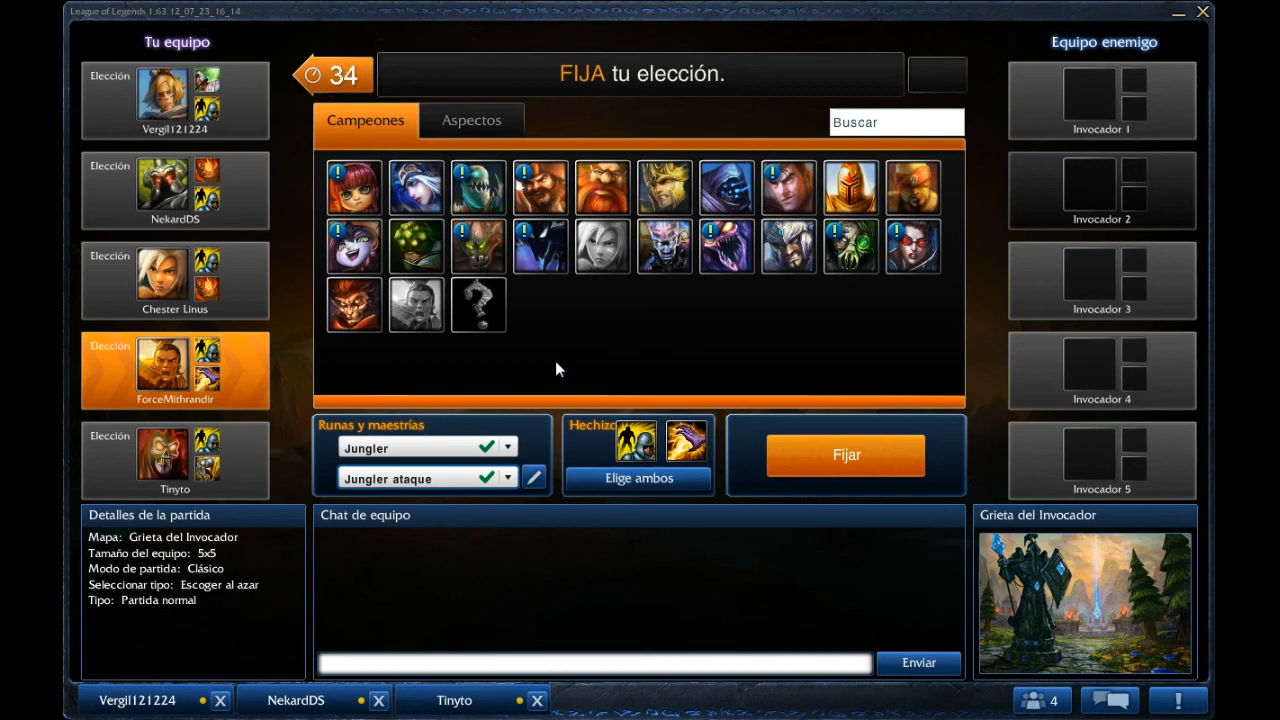 League of Legends 1.63.12_07_23_16_14
Tu equipo
Equipo enemigo
34
FIJA tu elección.
Campeones
Aspectos
Buscar
Elección
Vergil121224
Elección
NekardDS
Elección
Chester Linus
Elección
ForceMithrandir
Elección
Tinyto
Invocador 1
Invocador 2
Invocador 3
Invocador 4
Invocador 5
Runas y maestrías
Jungler
Jungler ataque
Hechizo
Elige ambos
Fijar
Detalles de la partida
Mapa: Grieta del Invocador
Tamaño del equipo: 5x5
Modo de partida: Clásico
Seleccionar tipo: Escoger al azar
Tipo: Partida normal
Chat de equipo
Enviar
Grieta del Invocador
Vergil121224
NekardDS
Tinyto
4